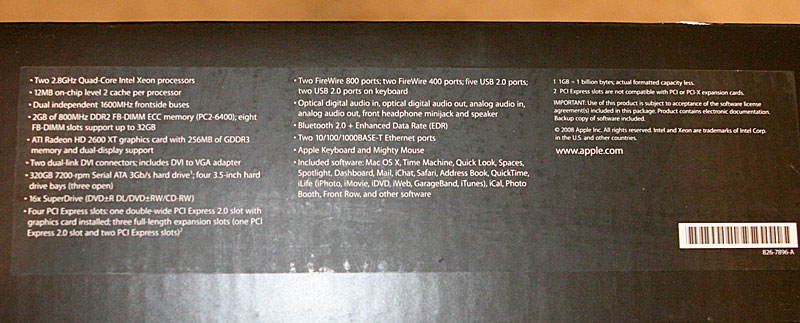 • Two 2.8GHz Quad-Core Intel Xeon processors
• 12MB on-chip level 2 cache per processor
• Dual independent 1600MHz frontside buses
• 2GB of 800MHz DDR2 FB-DIMM ECC memory (PC2-6400); eight
FB-DIMM slots support up to 32GB
• ATI Radeon HD 2600 XT graphics card with 256MB of GDDR3
memory and dual-display support
• Two dual-link DVI connectors; includes DVI to VGA adapter
• 320GB 7200-rpm Serial ATA 3Gb/s hard drive¹; four 3.5-inch hard
drive bays (three open)
• 16x SuperDrive (DVD±R DL/DVD±RW/CD-RW)
• Four PCI Express slots: one double-wide PCI Express 2.0 slot with
graphics card installed; three full-length expansion slots (one PCI
Express 2.0 slot and two PCI Express slots)²
• Two FireWire 800 ports; two FireWire 400 ports; five USB 2.0 ports;
two USB 2.0 ports on keyboard
• Optical digital audio in, optical digital audio out, analog audio in,
analog audio out, front headphone minijack and speaker
• Bluetooth 2.0 + Enhanced Data Rate (EDR)
• Two 10/100/1000BASE-T Ethernet ports
• Apple Keyboard and Mighty Mouse
• Included software: Mac OS X, Time Machine, Quick Look, Spaces,
Spotlight, Dashboard, Mail, iChat, Safari, Address Book, QuickTime,
iLife (iPhoto, iMovie, iDVD, iWeb, GarageBand, iTunes), iCal, Photo
Booth, Front Row, and other software
1 1GB = 1 billion bytes; actual formatted capacity less.
2 PCI Express slots are not compatible with PCI or PCI-X expansion cards.
IMPORTANT: Use of this product is subject to acceptance of the software license
agreement(s) included in this package. Product contains electronic documentation.
Backup copy of software included.
© 2008 Apple Inc. All rights reserved. Intel and Xeon are trademarks of Intel Corp.
in the U.S. and other countries.
www.apple.com
826-7896-A